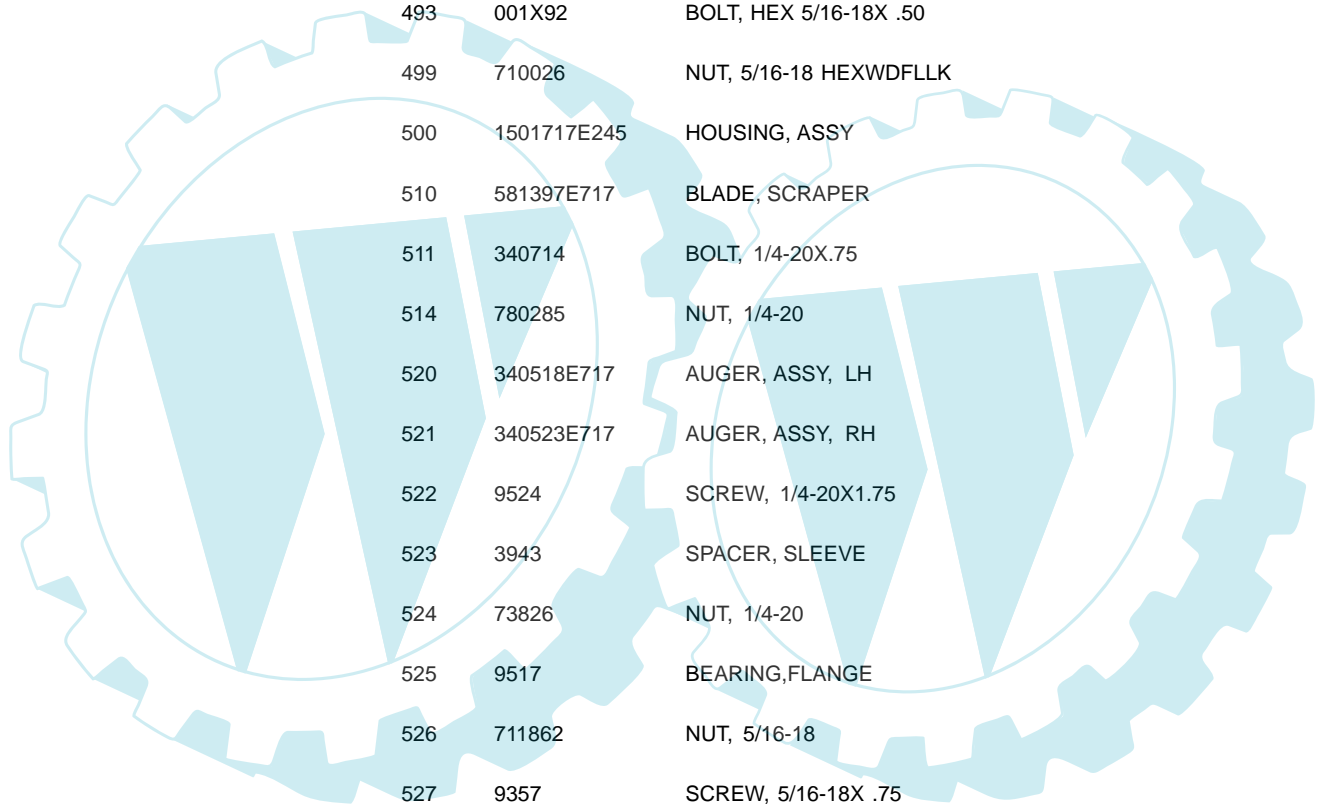 493 001X92 BOLT, HEX 5/16-18X .50
499 710026 NUT, 5/16-18 HEXWDFLLK
500 1501717E245 HOUSING, ASSY
510 581397E717 BLADE, SCRAPER
511 340714 BOLT, 1/4-20X.75
514 780285 NUT, 1/4-20
520 340518E717 AUGER, ASSY, LH
521 340523E717 AUGER, ASSY, RH
522 9524 SCREW, 1/4-20X1.75
523 3943 SPACER, SLEEVE
524 73826 NUT, 1/4-20
525 9517 BEARING,FLANGE
526 711862 NUT, 5/16-18
527 9357 SCREW, 5/16-18X .75